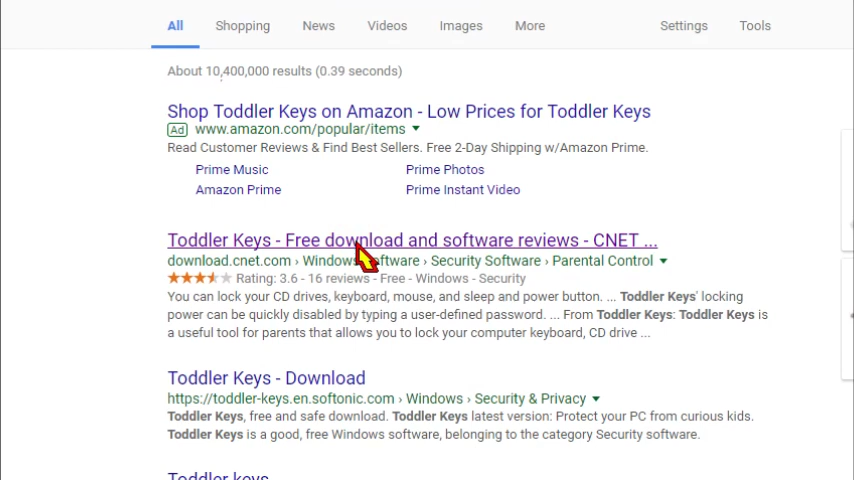 All Shopping News Videos Images More Settings Tools
About 10,400,000 results (0.39 seconds)
Shop Toddler Keys on Amazon - Low Prices for Toddler Keys
Ad www.amazon.com/popular/items
Read Customer Reviews & Find Best Sellers. Free 2-Day Shipping w/Amazon Prime.
Prime Music Prime Photos
Amazon Prime Prime Instant Video
Toddler Keys - Free download and software reviews - CNET ...
download.cnet.com › Windows Software › Security Software › Parental Control
Rating: 3.6 - 16 reviews - Free - Windows - Security
You can lock your CD drives, keyboard, mouse, and sleep and power button. ... Toddler Keys' locking
power can be quickly disabled by typing a user-defined password. ... From Toddler Keys: Toddler Keys is
a useful tool for parents that allows you to lock your computer keyboard, CD drive ...
Toddler Keys - Download
https://toddler-keys.en.softonic.com › Windows › Security & Privacy
Toddler Keys, free and safe download. Toddler Keys latest version: Protect your PC from curious kids.
Toddler Keys is a good, free Windows software, belonging to the category Security software.
Toddler keys